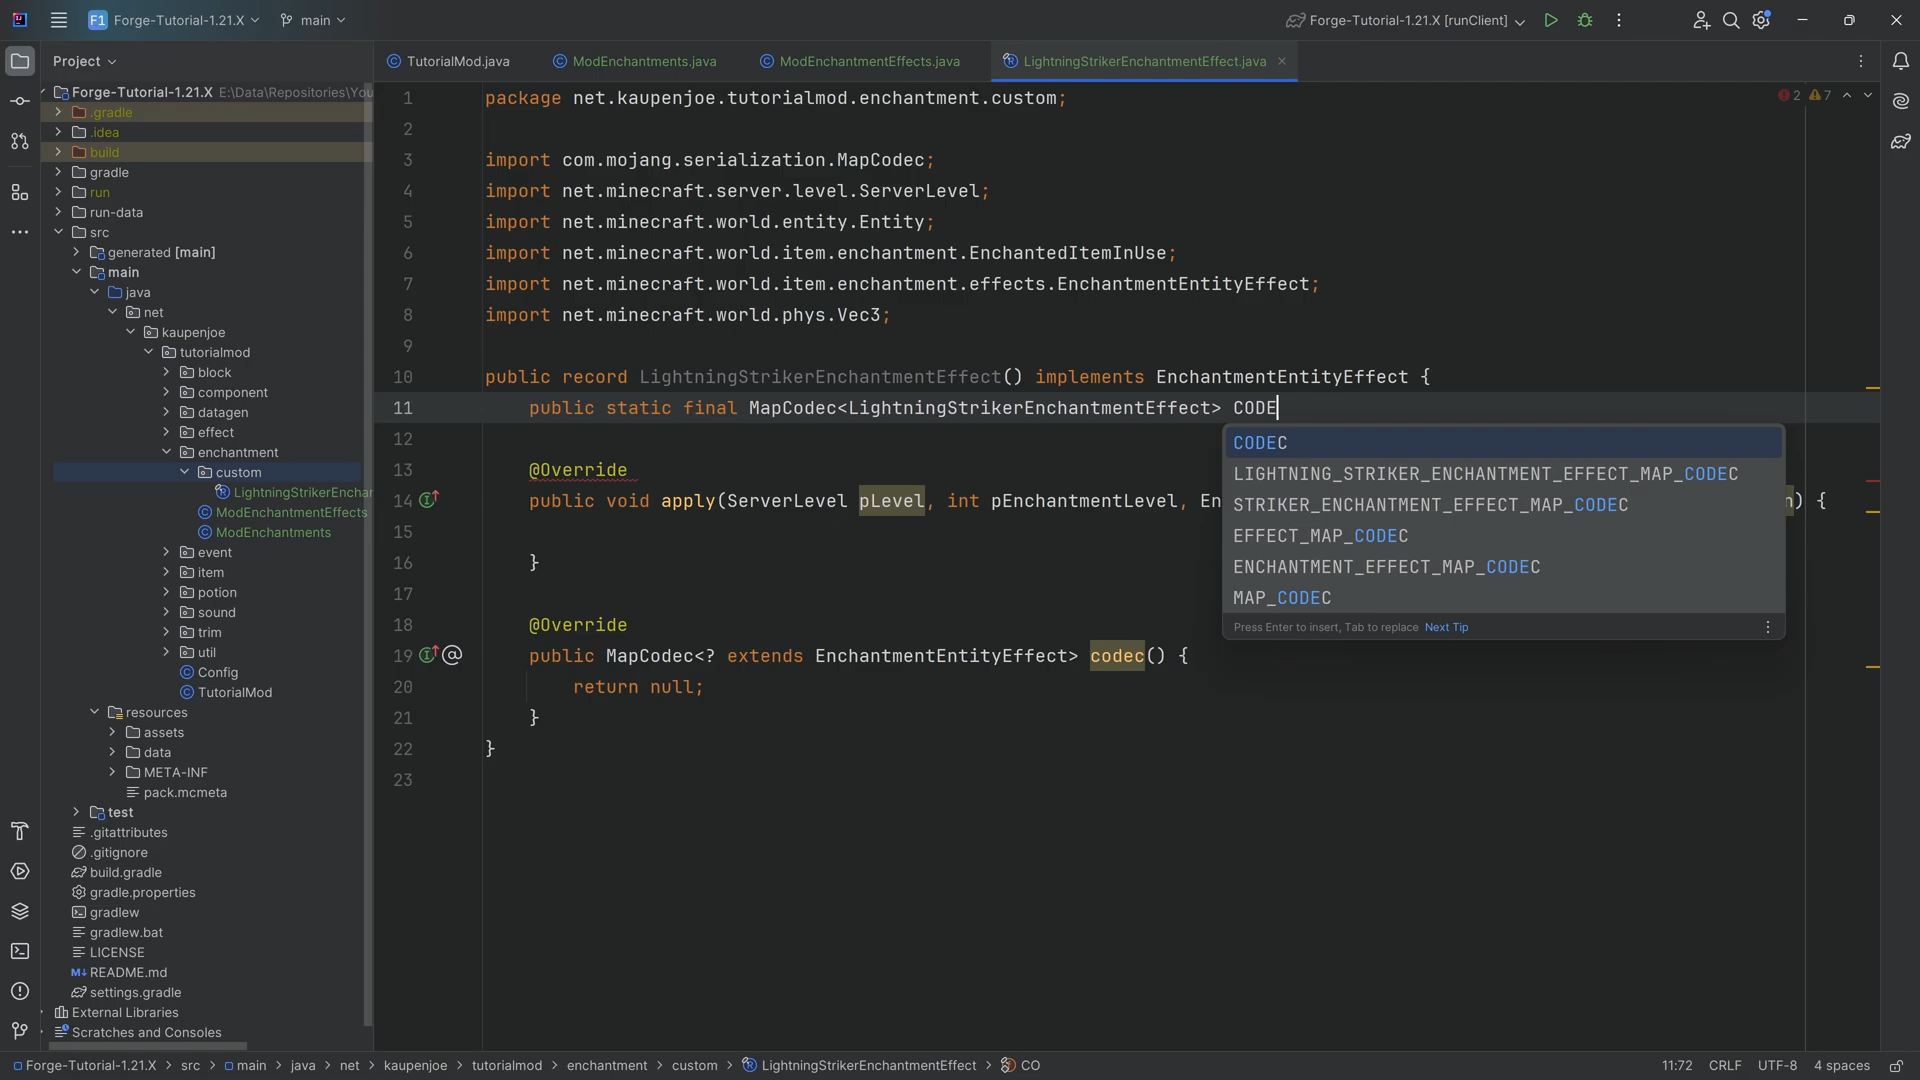 F1 Forge-Tutorial-1.21.X main Forge-Tutorial-1.21.X [runClient]
Project
TutorialMod.java ModEnchantments.java ModEnchantmentEffects.java LightningStrikerEnchantmentEffect.java
Forge-Tutorial-1.21.X E:\Data\Repositories\You
.gradle
.idea
build
gradle
run
run-data
src
generated [main]
main
java
net
kaupenjoe
tutorialmod
block
component
datagen
effect
enchantment
custom
LightningStrikerEnchar
ModEnchantmentEffects
ModEnchantments
event
item
potion
sound
trim
util
Config
TutorialMod
resources
assets
data
META-INF
pack.mcmeta
test
.gitattributes
.gitignore
build.gradle
gradle.properties
gradlew
gradlew.bat
LICENSE
README.md
settings.gradle
External Libraries
Scratches and Consoles
2 7
1 package net.kaupenjoe.tutorialmod.enchantment.custom;
2
3 import com.mojang.serialization.MapCodec;
4 import net.minecraft.server.level.ServerLevel;
5 import net.minecraft.world.entity.Entity;
6 import net.minecraft.world.item.enchantment.EnchantedItemInUse;
7 import net.minecraft.world.item.enchantment.effects.EnchantmentEntityEffect;
8 import net.minecraft.world.phys.Vec3;
9
10 public record LightningStrikerEnchantmentEffect() implements EnchantmentEntityEffect {
11 public static final MapCodec<LightningStrikerEnchantmentEffect> CODE
12
13 @Override
14 public void apply(ServerLevel pLevel, int pEnchantmentLevel, En n) {
15
16 }
17
18 @Override
19 public MapCodec<? extends EnchantmentEntityEffect> codec() {
20 return null;
21 }
22 }
23
CODEC
LIGHTNING_STRIKER_ENCHANTMENT_EFFECT_MAP_CODEC
STRIKER_ENCHANTMENT_EFFECT_MAP_CODEC
EFFECT_MAP_CODEC
ENCHANTMENT_EFFECT_MAP_CODEC
MAP_CODEC
Press Enter to insert, Tab to replace Next Tip
Forge-Tutorial-1.21.X > src > main > java > net > kaupenjoe > tutorialmod > enchantment > custom > LightningStrikerEnchantmentEffect > CO
11:72 CRLF UTF-8 4 spaces